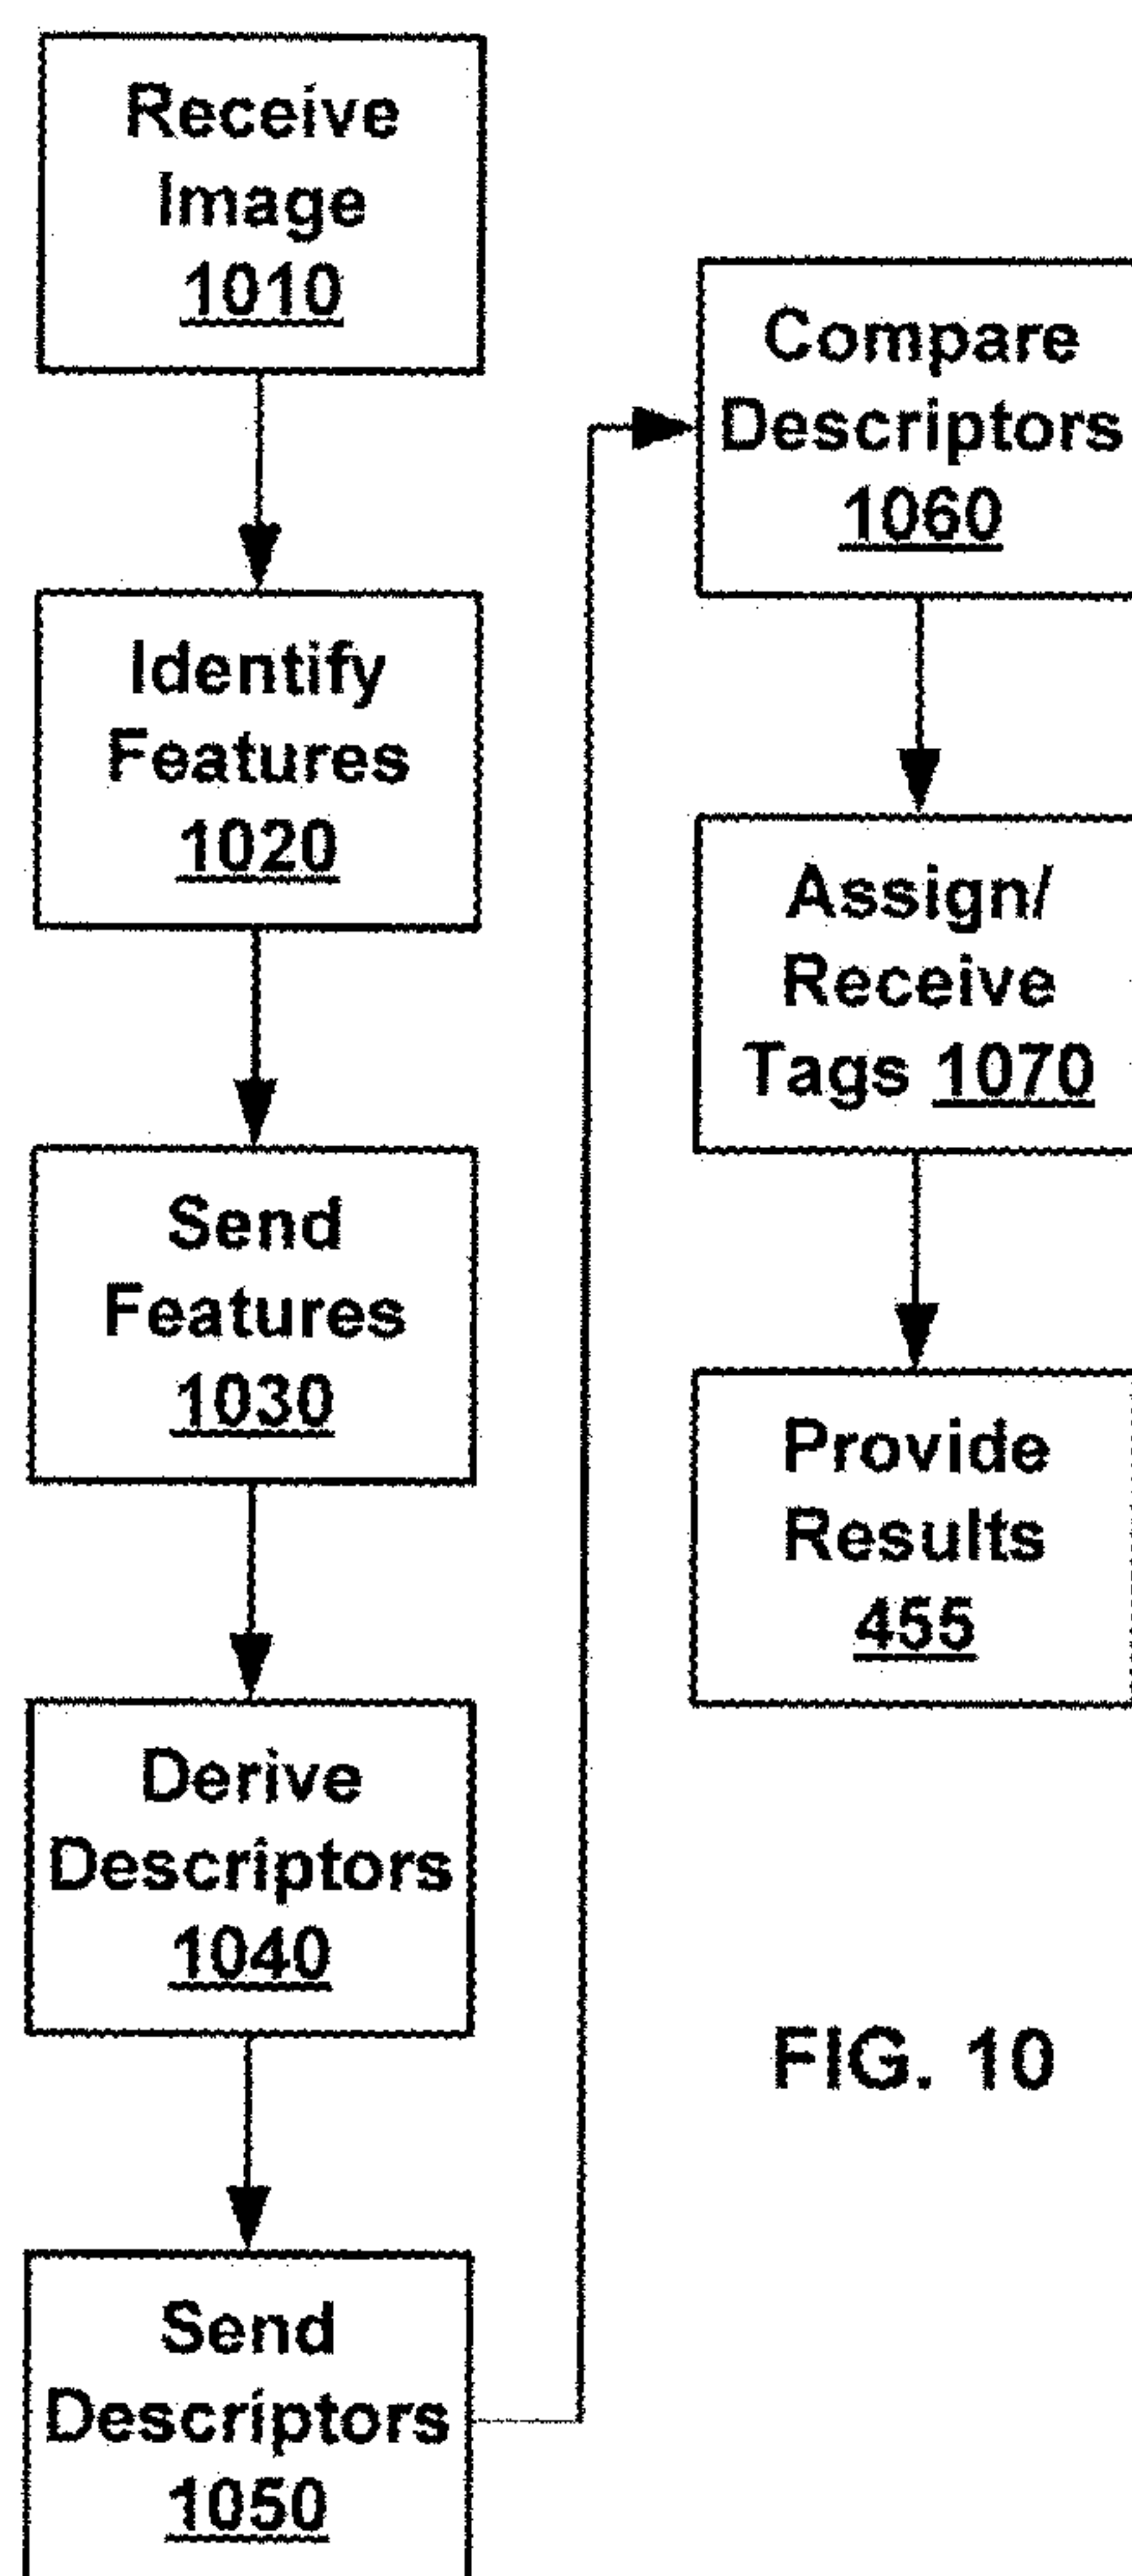 Receive
Image
1010
Identify
Features
1020
Send
Features
1030
Derive
Descriptors
1040
Send
Descriptors
1050
Compare
Descriptors
1060
Assign/
Receive
Tags 1070
Provide
Results
455
FIG. 10